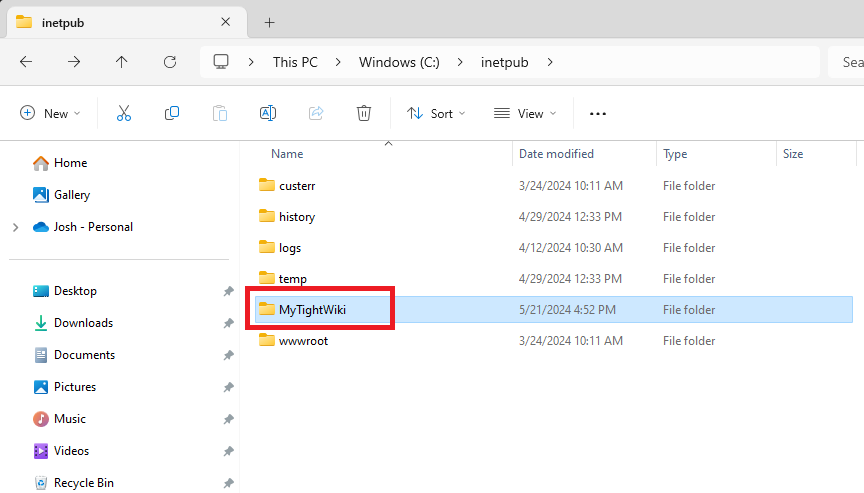 inetpub
This PC > Windows (C:) > inetpub >
Sea
New
Sort
View
Name Date modified Type Size
Home
Gallery
Josh - Personal
Desktop
Downloads
Documents
Pictures
Music
Videos
Recycle Bin
custerr 3/24/2024 10:11 AM File folder
history 4/29/2024 12:33 PM File folder
logs 4/12/2024 10:30 AM File folder
temp 4/29/2024 12:33 PM File folder
MyTightWiki 5/21/2024 4:52 PM File folder
wwwroot 3/24/2024 10:11 AM File folder